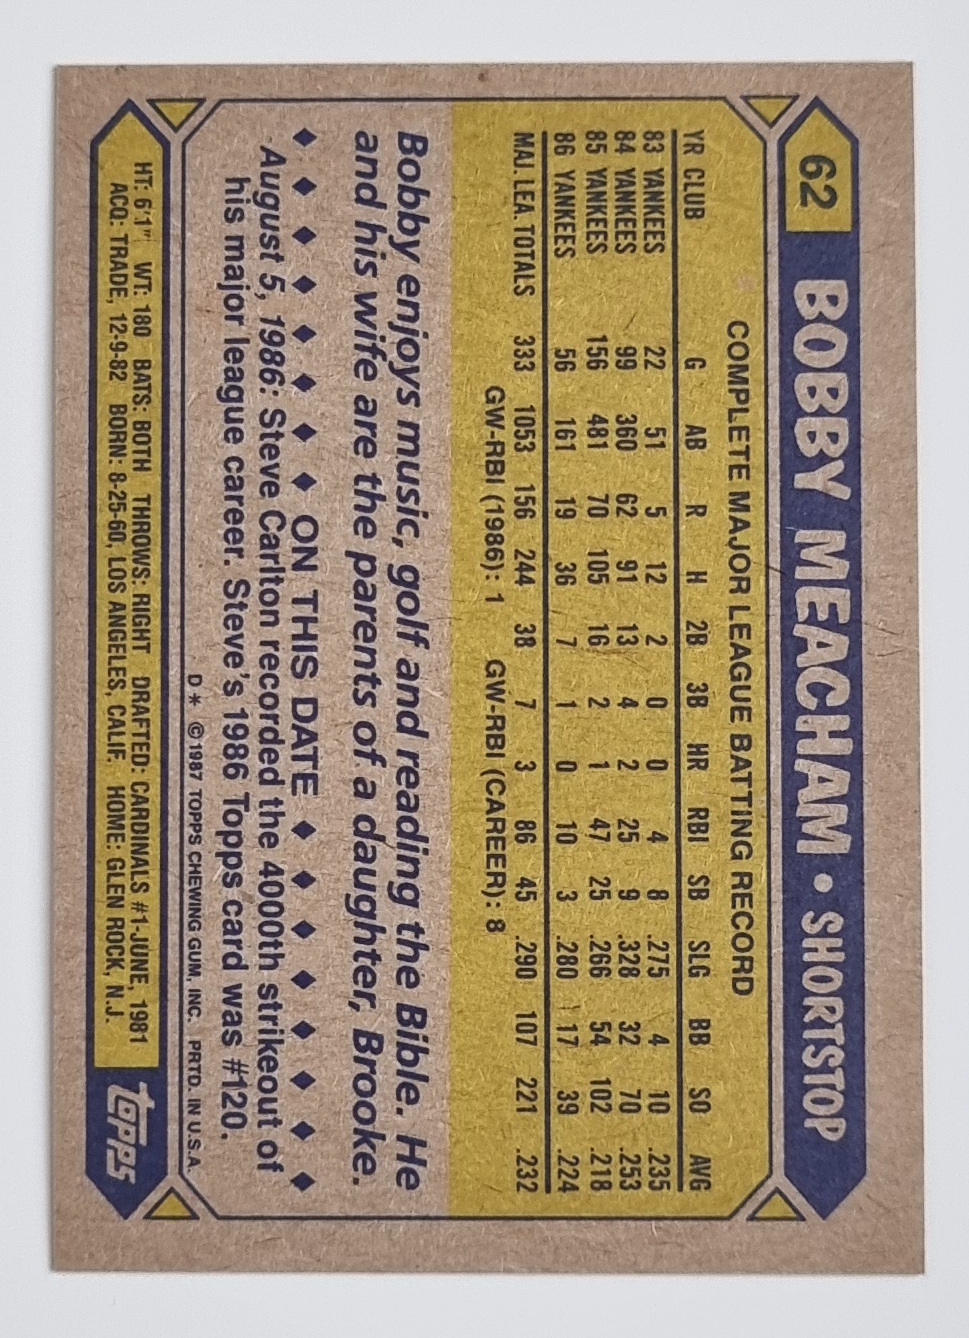 62 BOBBY MEACHAM • SHORTSTOP
COMPLETE MAJOR LEAGUE BATTING RECORD
YR CLUB G AB R H 2B 3B HR RBI SB SLG BB SO AVG
83 YANKEES 22 51 5 12 2 0 0 4 8 .275 4 10 .235
84 YANKEES 99 360 62 91 13 4 2 25 9 .328 32 70 .253
85 YANKEES 156 481 70 105 16 2 1 47 25 .266 54 102 .218
86 YANKEES 56 161 19 36 7 1 0 10 3 .280 17 39 .224
MAJ. LEA. TOTALS 333 1053 156 244 38 7 3 86 45 .290 107 221 .232
GW-RBI (1986): 1 GW-RBI (CAREER): 8
Bobby enjoys music, golf and reading the Bible. He
and his wife are the parents of a daughter, Brooke.
◆ ◆ ◆ ◆ ◆ ◆ ◆ ◆ ON THIS DATE ◆ ◆ ◆ ◆ ◆ ◆ ◆ ◆
August 5, 1986: Steve Carlton recorded the 4000th strikeout of
his major league career. Steve's 1986 Topps card was #120.
D* © 1987 TOPPS CHEWING GUM, INC. PRTD. IN U.S.A.
HT: 6'1" WT: 180 BATS: BOTH THROWS: RIGHT DRAFTED: CARDINALS #1-JUNE, 1981
ACQ: TRADE, 12-9-82 BORN: 8-25-60, LOS ANGELES, CALIF. HOME: GLEN ROCK, N.J.
topps